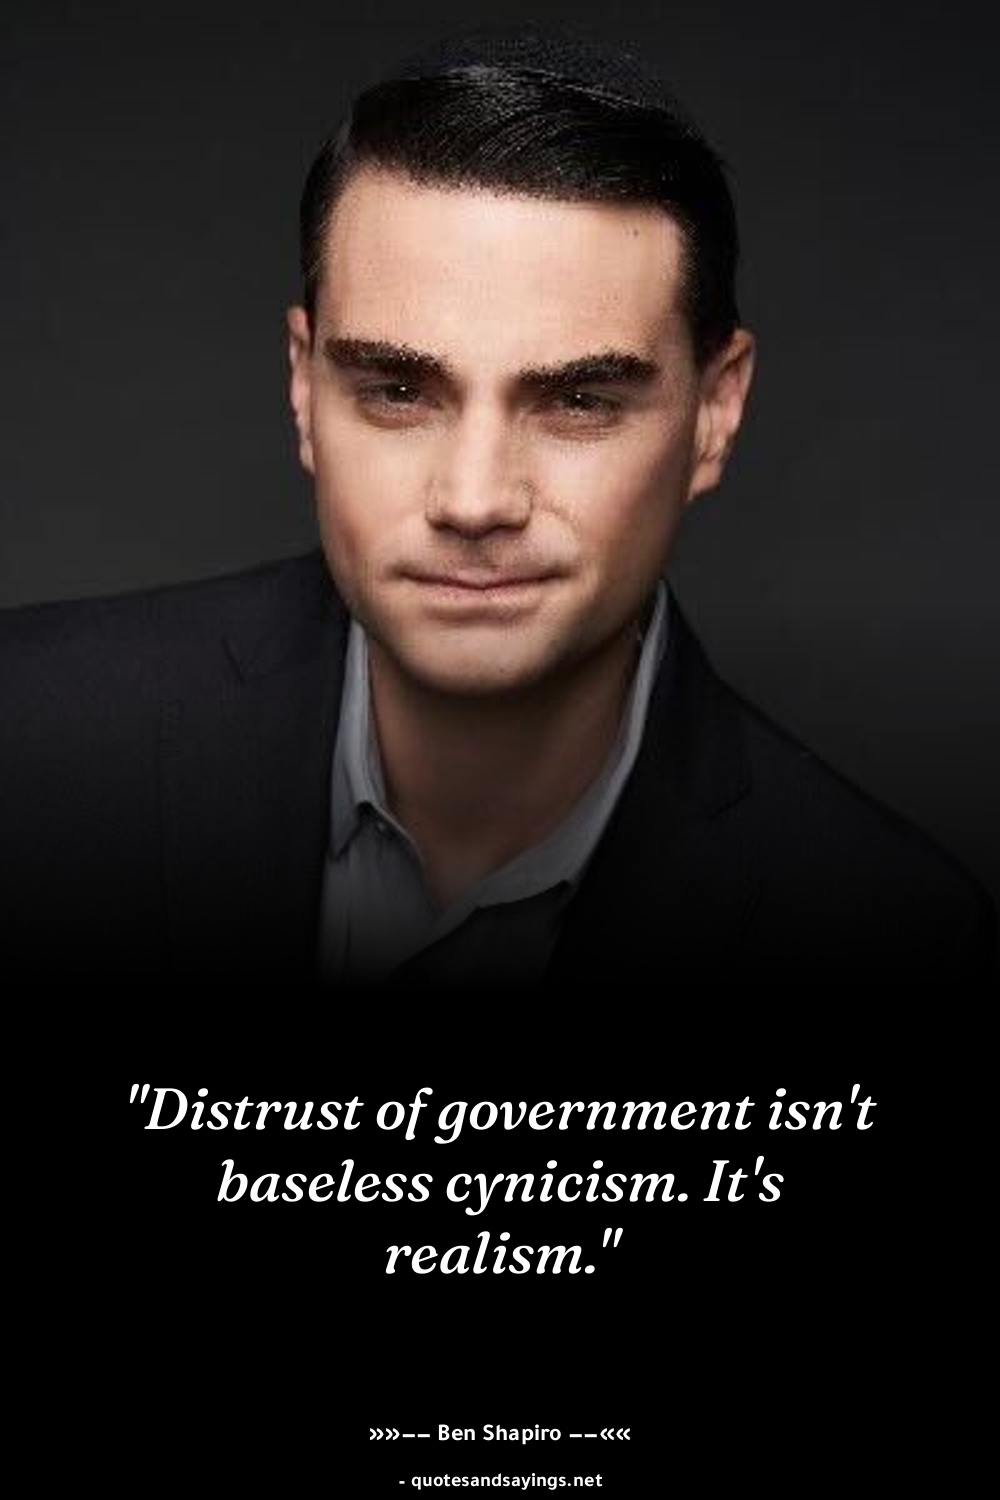 "Distrust of government isn't
baseless cynicism. It's
realism."
»»–– Ben Shapiro ––««
- quotesandsayings.net